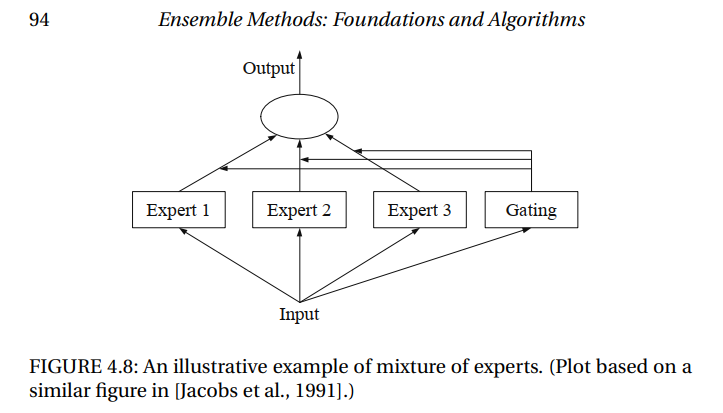 94 Ensemble Methods: Foundations and Algorithms
Output
Expert 1 Expert 2 Expert 3 Gating
Input
FIGURE 4.8: An illustrative example of mixture of experts. (Plot based on a
similar figure in [Jacobs et al., 1991].)